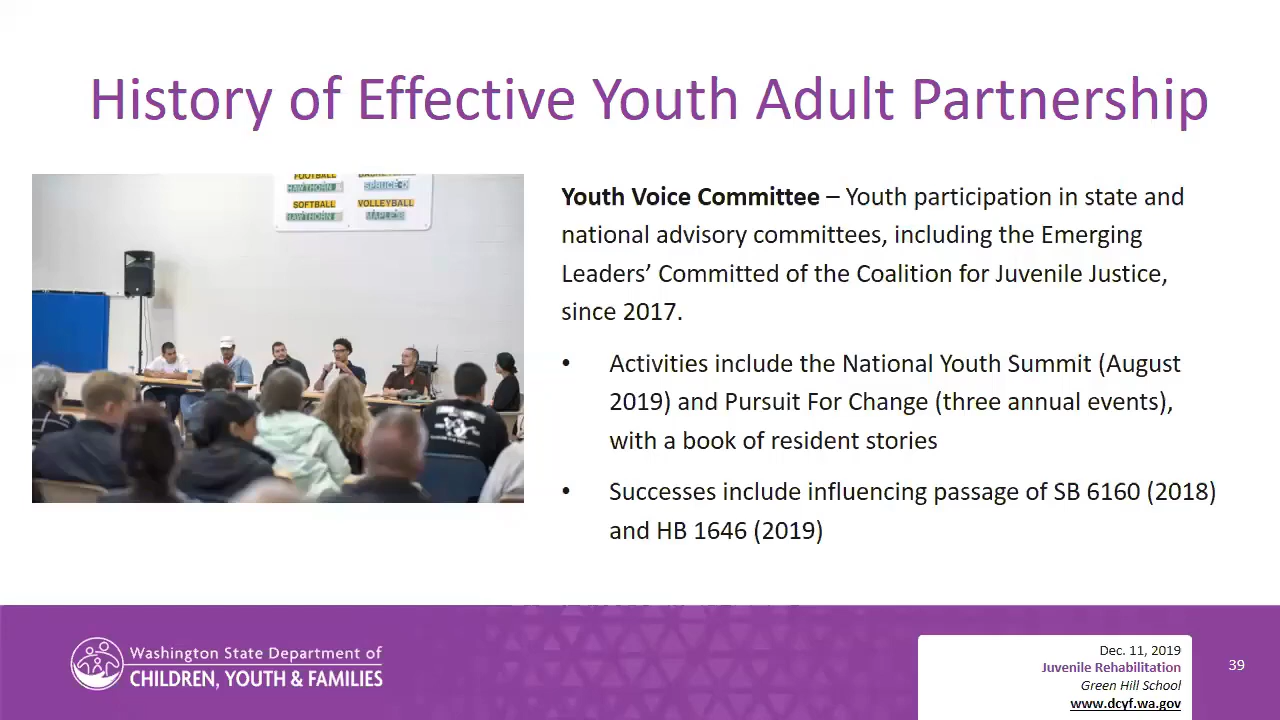 History of Effective Youth Adult Partnership
FOOTBALL
HAWTHORN
SPRUCE
SOFTBALL
VOLLEYBALL
HAWTHORN
MAPLE
Youth Voice Committee – Youth participation in state and
national advisory committees, including the Emerging
Leaders’ Committed of the Coalition for Juvenile Justice,
since 2017.
• Activities include the National Youth Summit (August
2019) and Pursuit For Change (three annual events),
with a book of resident stories
• Successes include influencing passage of SB 6160 (2018)
and HB 1646 (2019)
Washington State Department of
CHILDREN, YOUTH & FAMILIES
Dec. 11, 2019
Juvenile Rehabilitation
Green Hill School
www.dcyf.wa.gov
39